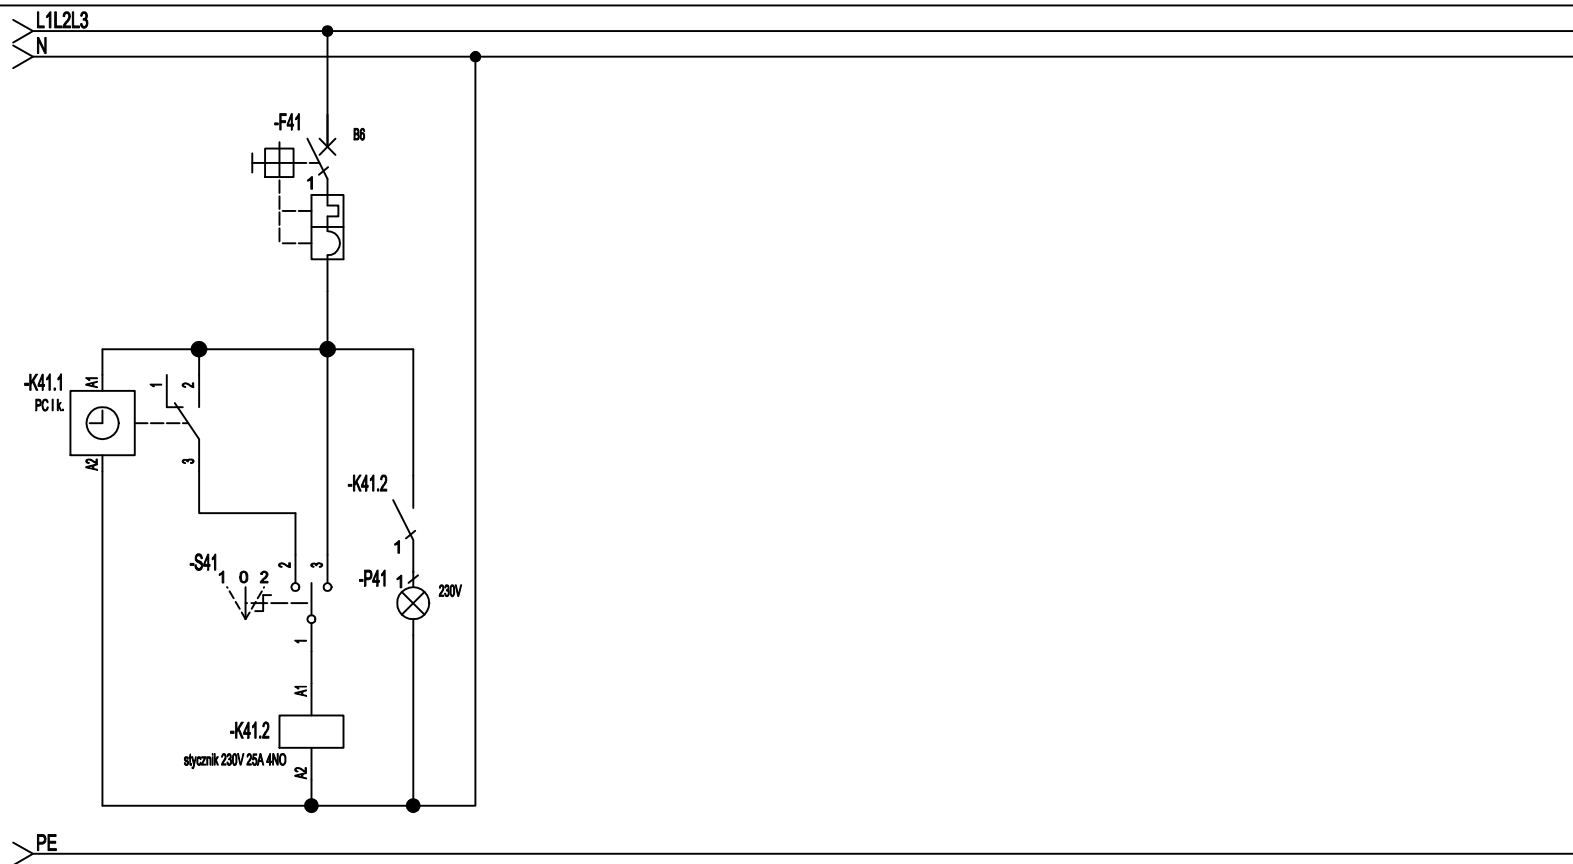 L1L2L3
N
-F41
B6
1
-K41.1
PC 1 k.
A1
1
2
A2
3
-K41.2
1
-S41
1 0 2
2
3
-P41
1
230V
1
A1
-K41.2
stycznik 230V 25A 4NO
A2
PE